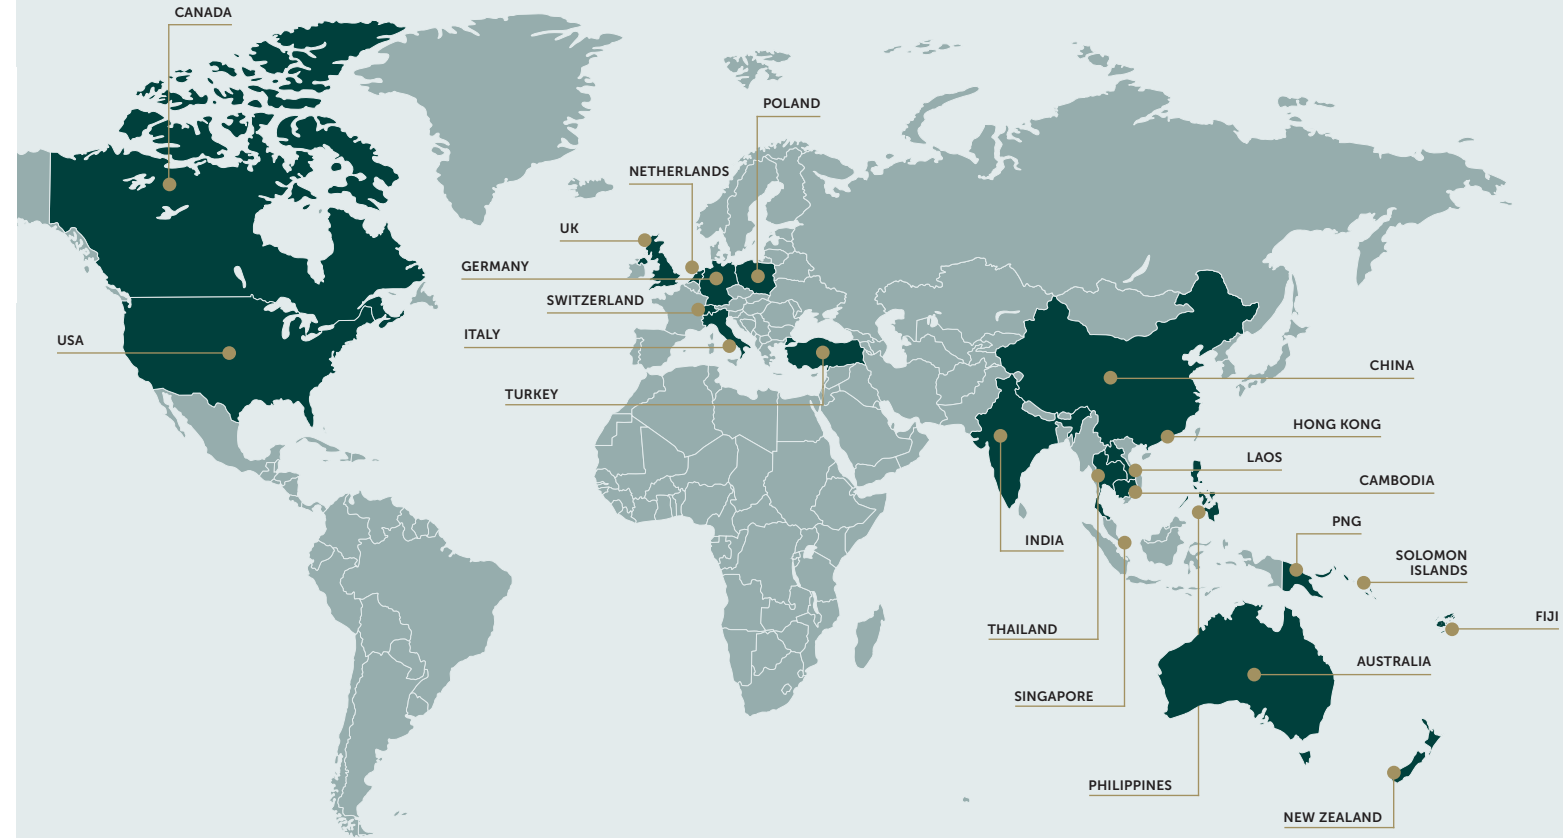 CANADA
POLAND
NETHERLANDS
UK
GERMANY
SWITZERLAND
ITALY
USA
TURKEY
CHINA
HONG KONG
LAOS
CAMBODIA
PNG
INDIA
SOLOMON
ISLANDS
FIJI
THAILAND
AUSTRALIA
SINGAPORE
PHILIPPINES
NEW ZEALAND